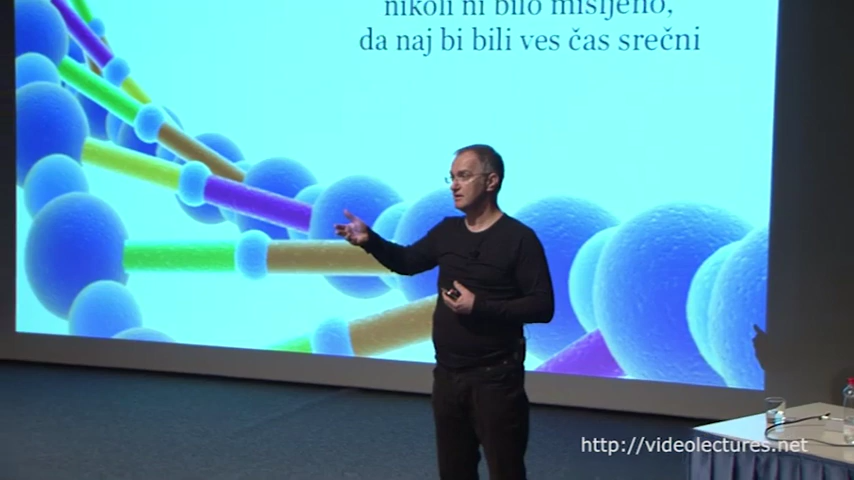 nikoli ni bilo mišljeno,
da naj bi bili ves čas srečni
http://videolectures.net